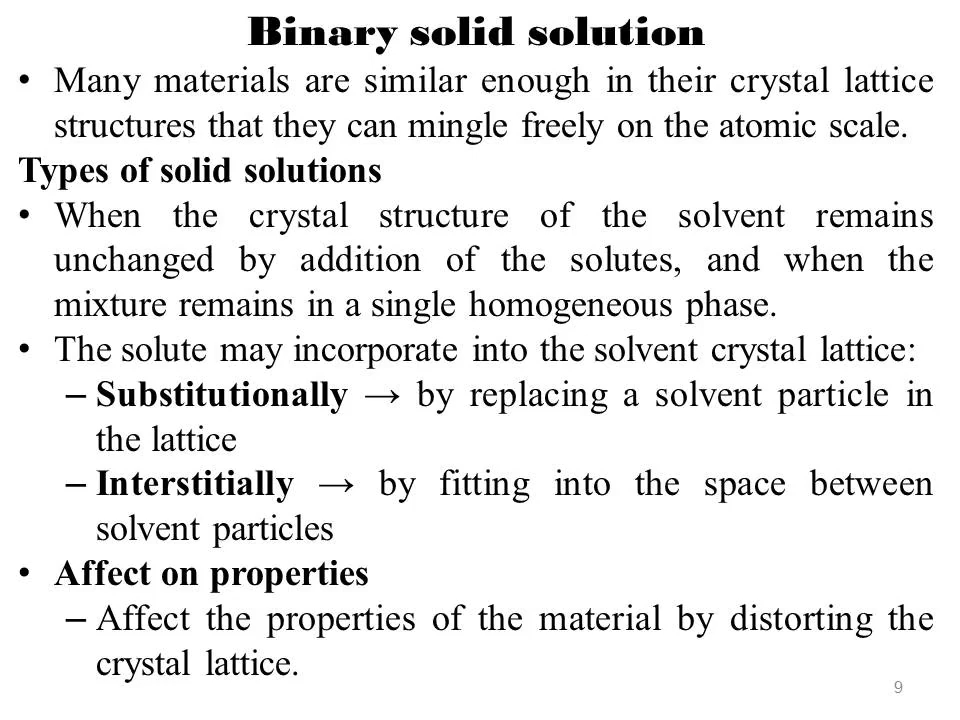 Binary solid solution
• Many materials are similar enough in their crystal lattice
structures that they can mingle freely on the atomic scale.
Types of solid solutions
• When the crystal structure of the solvent remains
unchanged by addition of the solutes, and when the
mixture remains in a single homogeneous phase.
• The solute may incorporate into the solvent crystal lattice:
– Substitutionally → by replacing a solvent particle in
the lattice
– Interstitially → by fitting into the space between
solvent particles
• Affect on properties
– Affect the properties of the material by distorting the
crystal lattice.
9